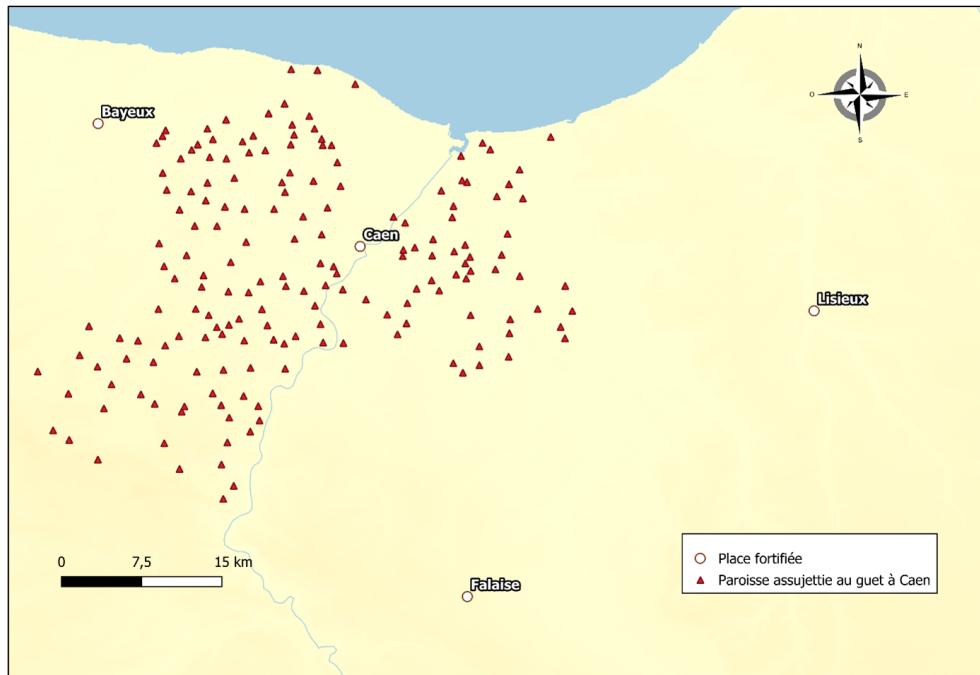 N
O
E
S
Bayeux
Caen
Lisieux
Falaise
0 7,5 15 km
Place fortifiée
Paroisse assujettie au guet à Caen